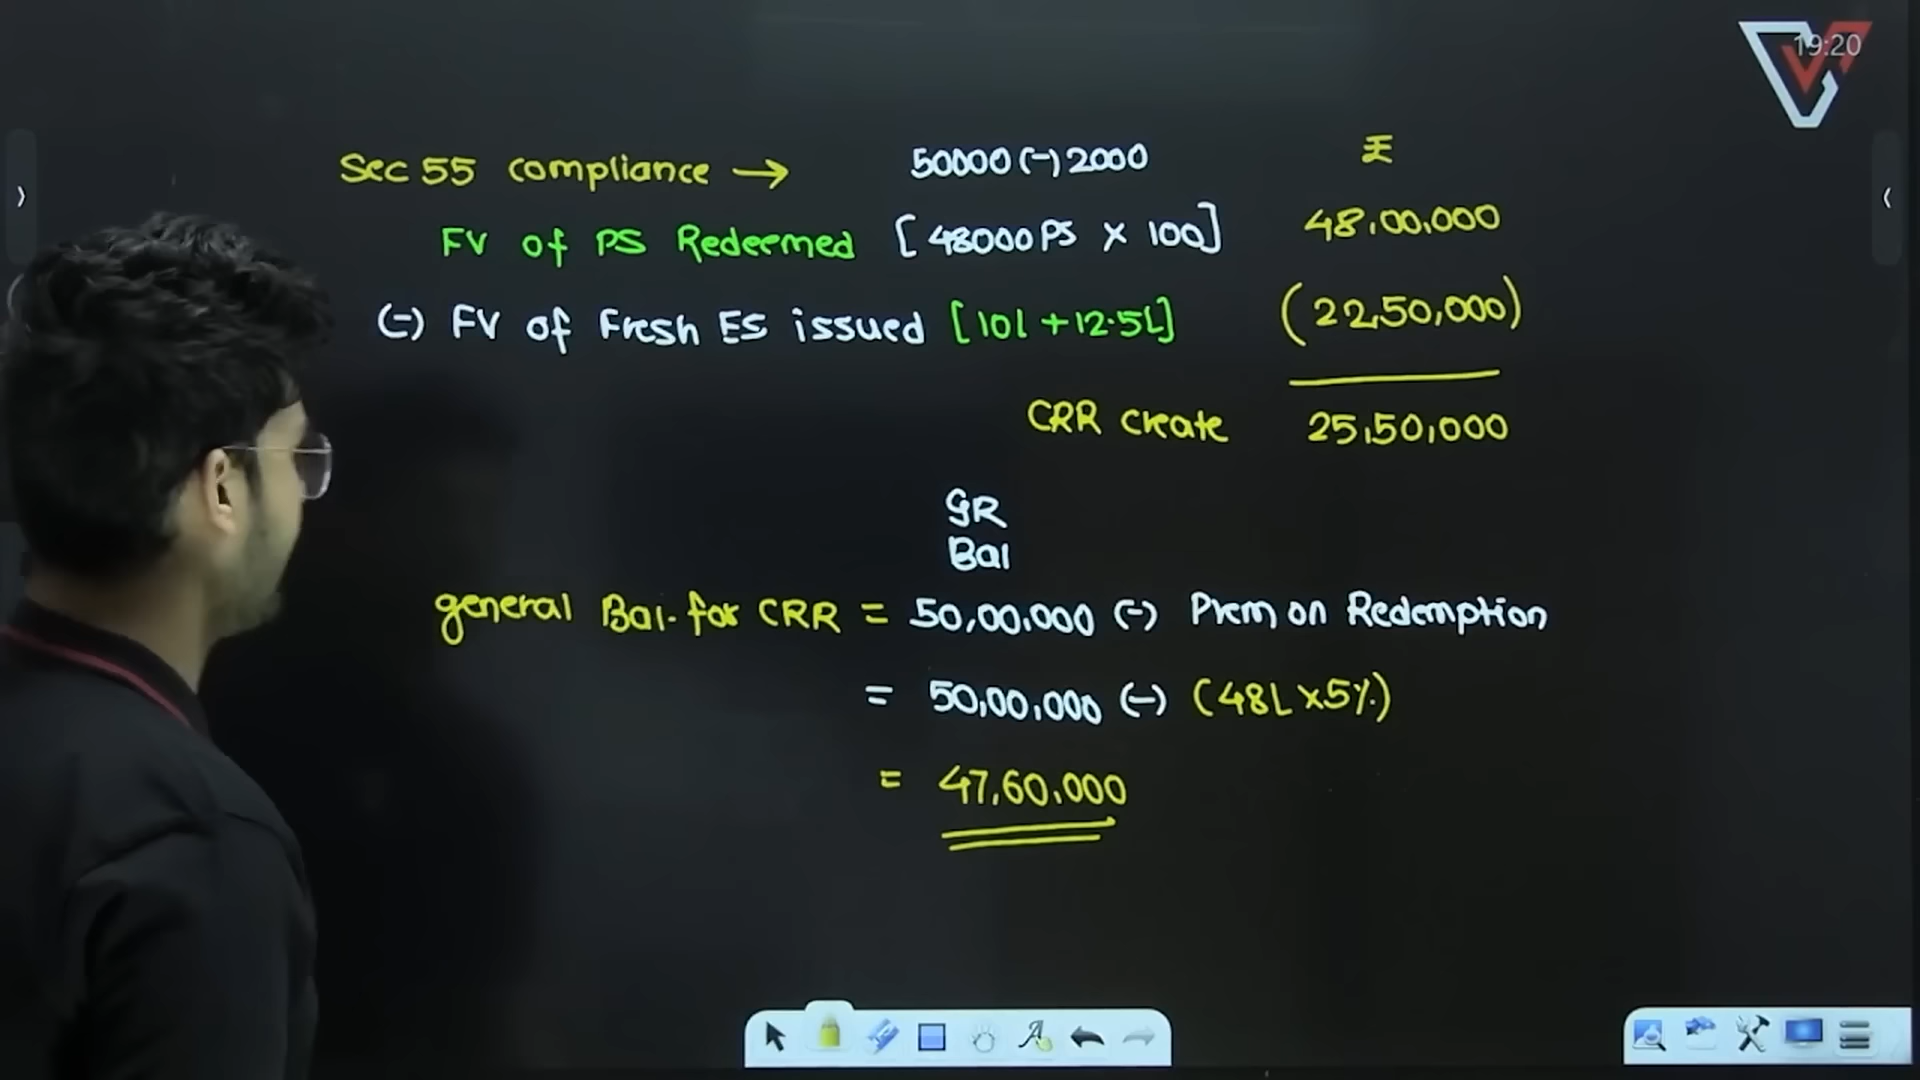 19:20
Sec 55 compliance → 50000 (-) 2000 ₹
FV of PS Redeemed [48000 PS x 100] 48,00,000
(-) FV of Fresh ES issued [10l + 12.5L] (22,50,000)
CRR create 25,50,000
GR
Bal
general Bal. for CRR = 50,00,000 (-) Prem on Redemption
= 50,00,000 (-) (48L x 5%)
= 47,60,000